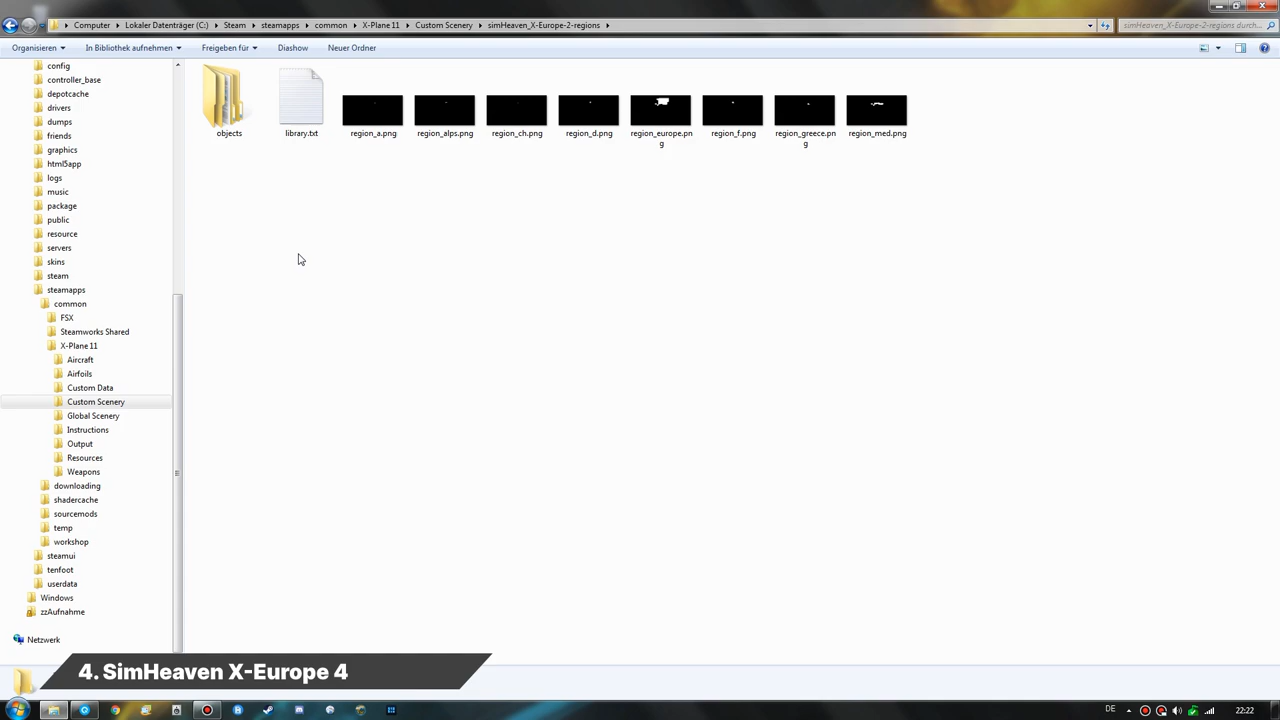 Computer ▸ Lokaler Datenträger (C:) ▸ Steam ▸ steamapps ▸ common ▸ X-Plane 11 ▸ Custom Scenery ▸ simHeaven_X-Europe-2-regions ▸
simHeaven_X-Europe-2-regions durch...
Organisieren In Bibliothek aufnehmen Freigeben für Diashow Neuer Ordner
config
controller_base
depotcache
drivers
dumps
friends
graphics
html5app
logs
music
package
public
resource
servers
skins
steam
steamapps
common
FSX
Steamworks Shared
X-Plane 11
Aircraft
Airfoils
Custom Data
Custom Scenery
Global Scenery
Instructions
Output
Resources
Weapons
downloading
shadercache
sourcemods
temp
workshop
steamui
tenfoot
userdata
Windows
zzAufnahme
Netzwerk
objects
library.txt
region_a.png
region_alps.png
region_ch.png
region_d.png
region_europe.pn
g
region_f.png
region_greece.pn
g
region_med.png
4. SimHeaven X-Europe 4
DE
22:22